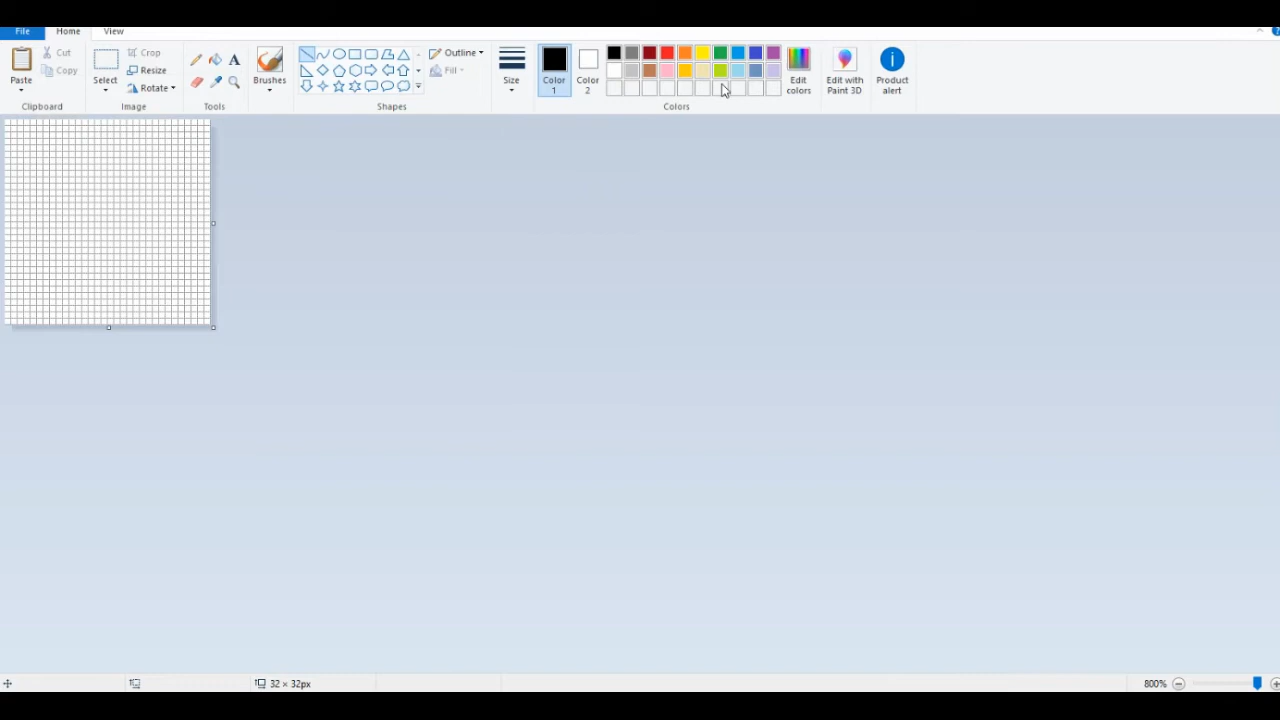 File Home View
Paste
Cut
Copy
Clipboard
Select
Crop
Resize
Rotate
Image
A
Tools
Brushes
Outline
Fill
Shapes
Size
Color
1
Color
2
Colors
Edit
colors
Edit with
Paint 3D
Product
alert
32 × 32px
800%